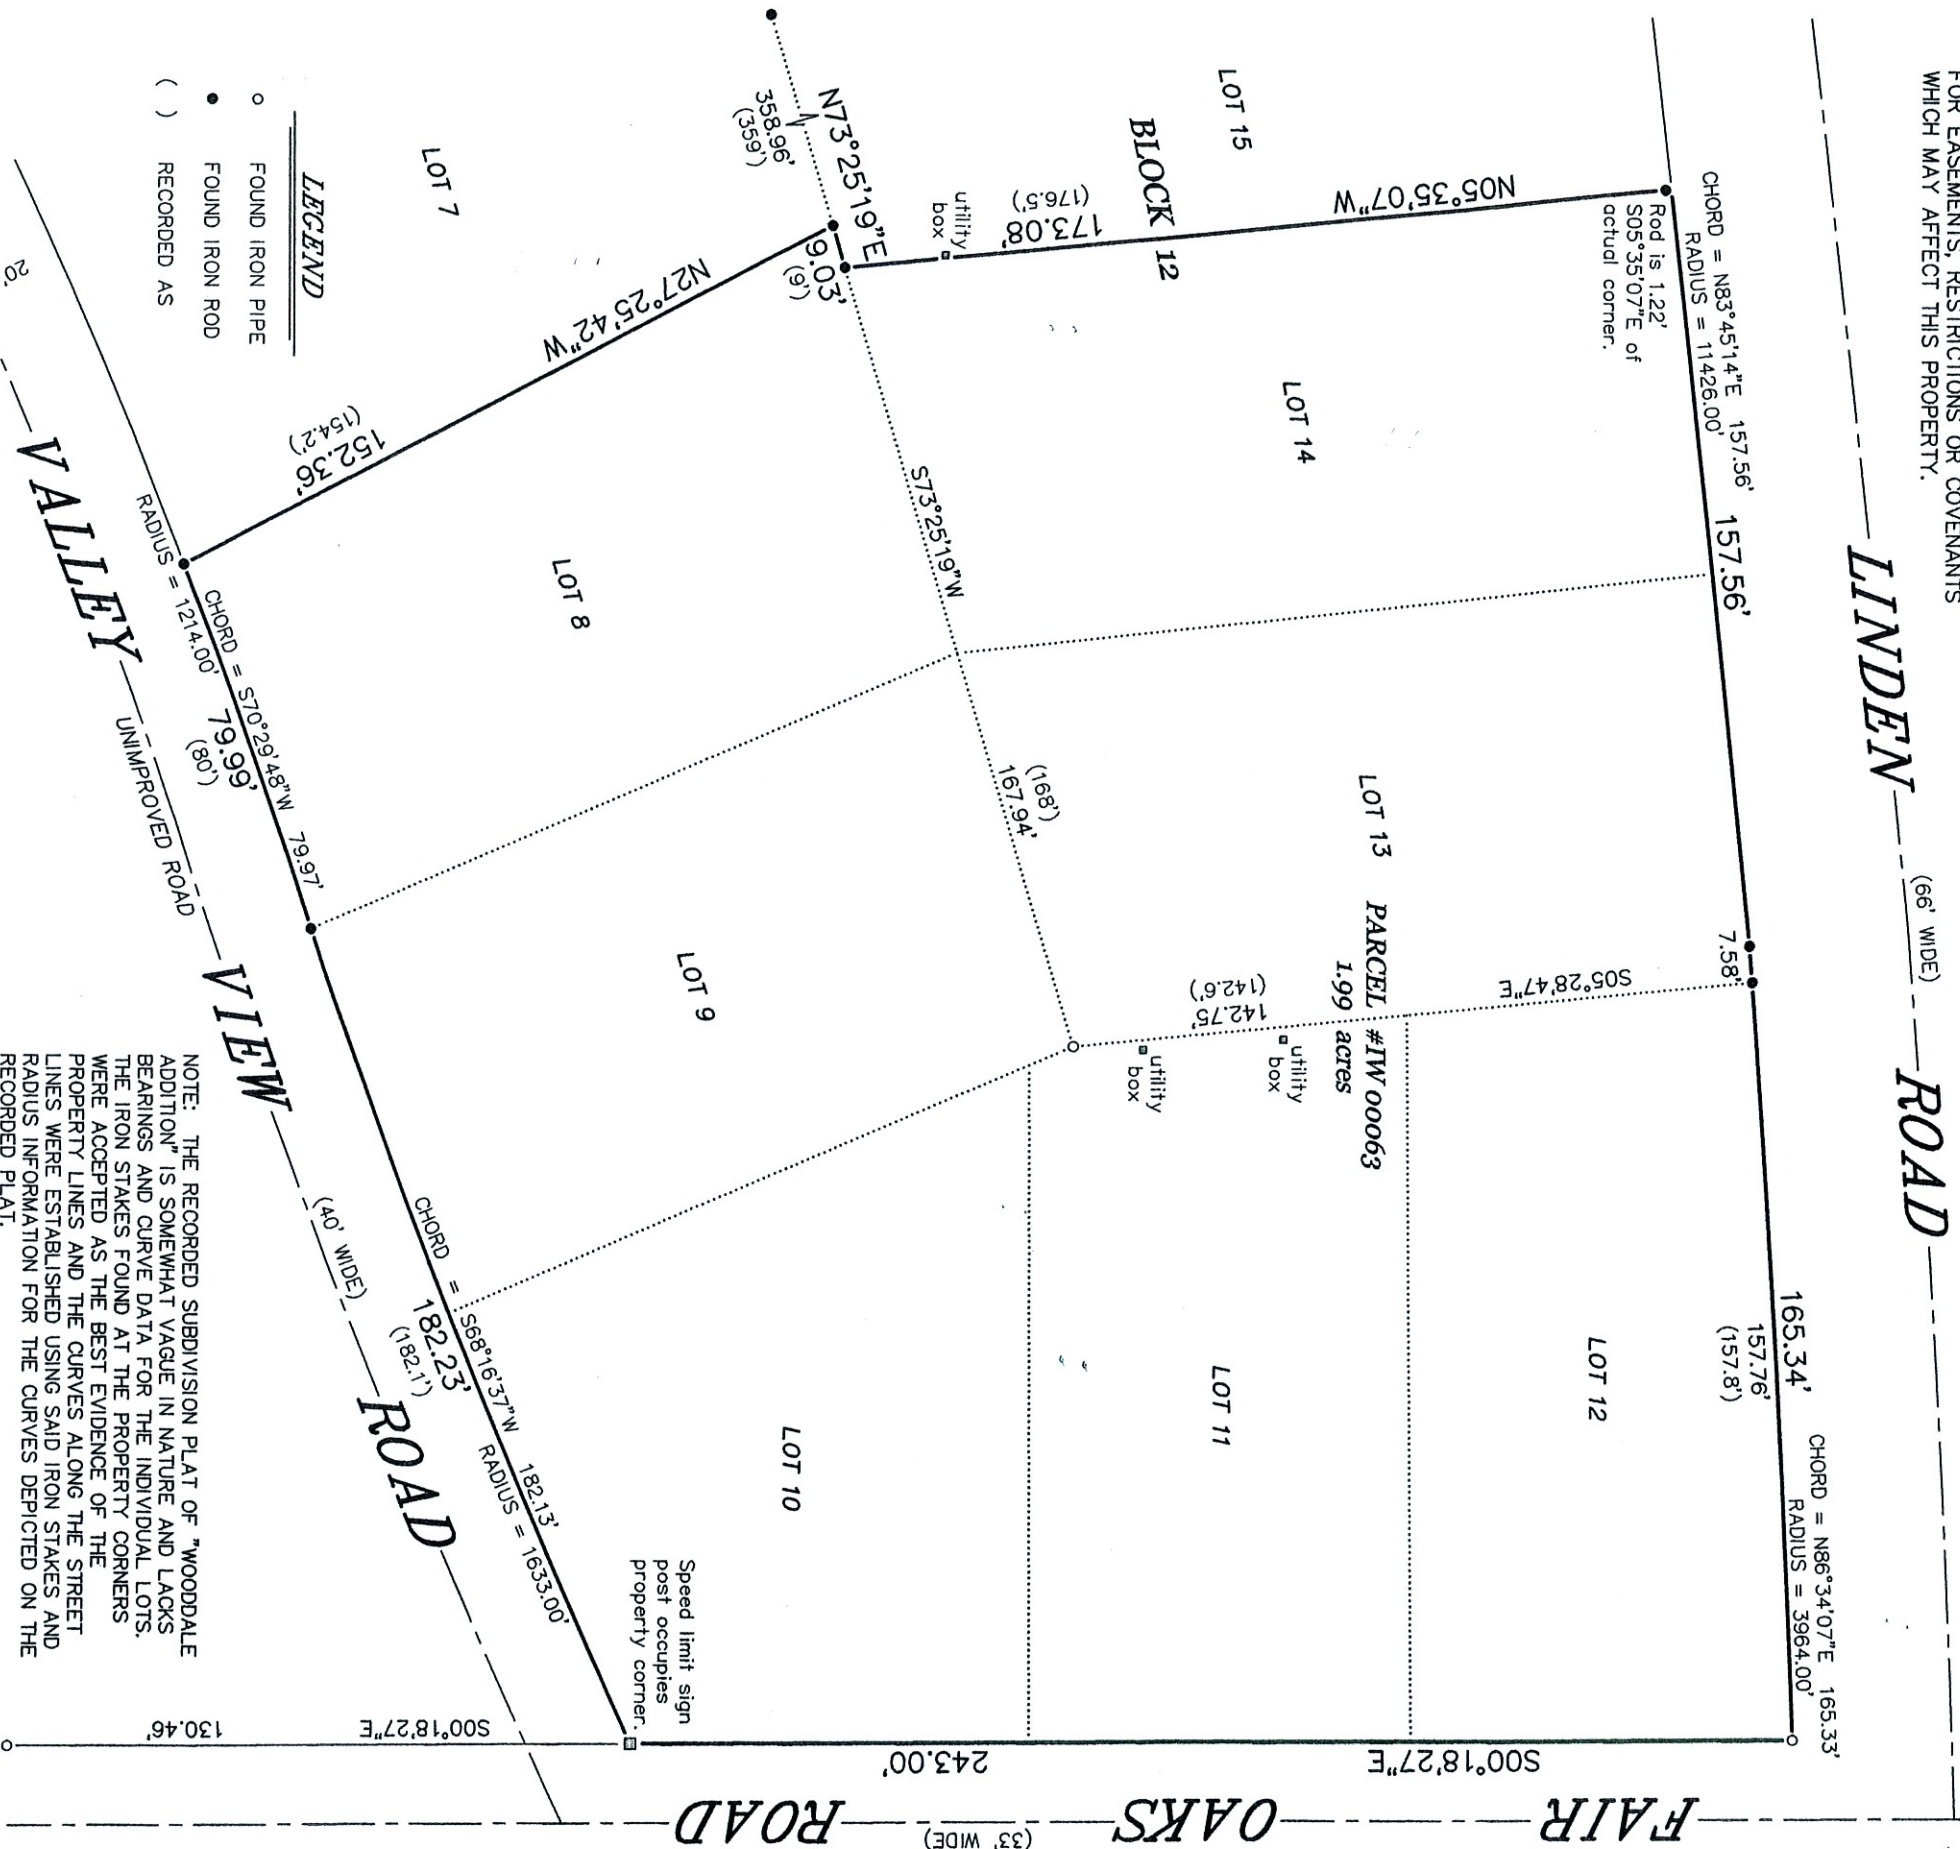 FOR EASEMENTS, RESTRICTIONS OR COVENANTS
WHICH MAY AFFECT THIS PROPERTY.
LINDEN
(66' WIDE)
ROAD
CHORD = N83°45'14"E 157.56'
RADIUS = 11426.00'
157.56'
7.58'
165.34'
157.76'
(157.8')
CHORD = N86°34'07"E 165.33'
RADIUS = 3964.00'
Rod is 1.22'
S05°35'07"E of
actual corner.
N05°35'07"W
173.08'
(176.5')
utility
box
LOT 15
BLOCK 12
N73°25'19"E
358.96'
(359')
9.03'
(9')
LOT 14
S73°25'19"W
(168')
167.94'
LOT 13
PARCEL #IW00063
1.99 acres
S05°28'47"E
142.75'
(142.6')
utility
box
utility
box
LOT 12
LOT 11
LOT 10
LOT 9
LOT 8
LOT 7
N27°25'42"W
152.36'
(154.2')
LEGEND
FOUND IRON PIPE
FOUND IRON ROD
( ) RECORDED AS
20'
VALLEY
UNIMPROVED ROAD
VIEW
(40' WIDE)
ROAD
RADIUS = 1214.00'
CHORD = S70°29'48"W 79.97'
79.99'
(80')
CHORD = S68°16'37"W 182.13'
182.23'
(182.1')
RADIUS = 1633.00'
Speed limit sign
post occupies
property corner.
S00°18'27"E
243.00'
S00°18'27"E
130.46'
FAIR
OAKS
(33' WIDE)
ROAD
NOTE: THE RECORDED SUBDIVISION PLAT OF "WOODDALE
ADDITION" IS SOMEWHAT VAGUE IN NATURE AND LACKS
BEARINGS AND CURVE DATA FOR THE INDIVIDUAL LOTS.
THE IRON STAKES FOUND AT THE PROPERTY CORNERS
WERE ACCEPTED AS THE BEST EVIDENCE OF THE
PROPERTY LINES AND THE CURVES ALONG THE STREET
LINES WERE ESTABLISHED USING SAID IRON STAKES AND
RADIUS INFORMATION FOR THE CURVES DEPICTED ON THE
RECORDED PLAT.